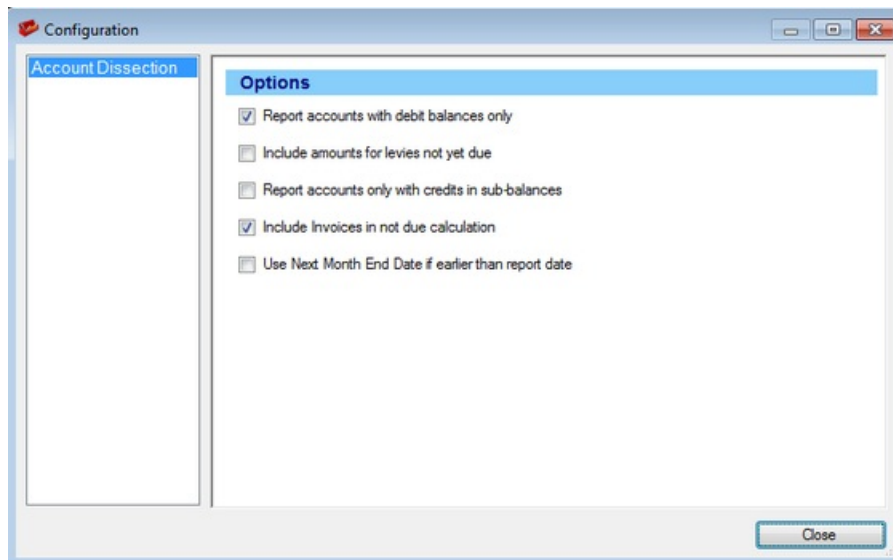 Configuration
Account Dissection
Options
Report accounts with debit balances only
Include amounts for levies not yet due
Report accounts only with credits in sub-balances
Include Invoices in not due calculation
Use Next Month End Date if earlier than report date
Close